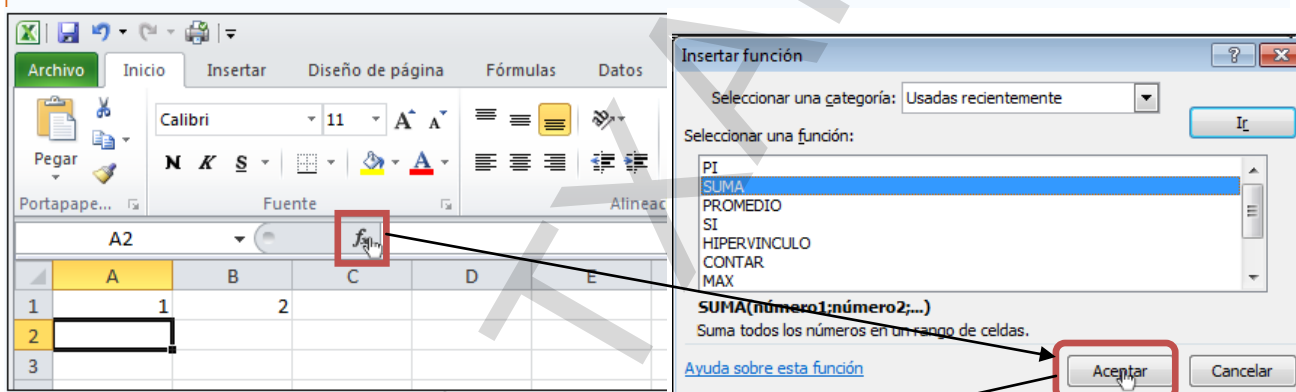 Archivo Inicio Insertar Diseño de página Fórmulas Datos
Calibri 11 A A
Pegar
N K S A
Portapape... Fuente Alineac
A2 fx
A B C D E
1 1 2
2
3
Insertar función
Seleccionar una categoría: Usadas recientemente
Ir
Seleccionar una función:
PI
SUMA
PROMEDIO
SI
HIPERVINCULO
CONTAR
MAX
SUMA(número1;número2;...)
Suma todos los números en un rango de celdas.
Ayuda sobre esta función
Aceptar Cancelar